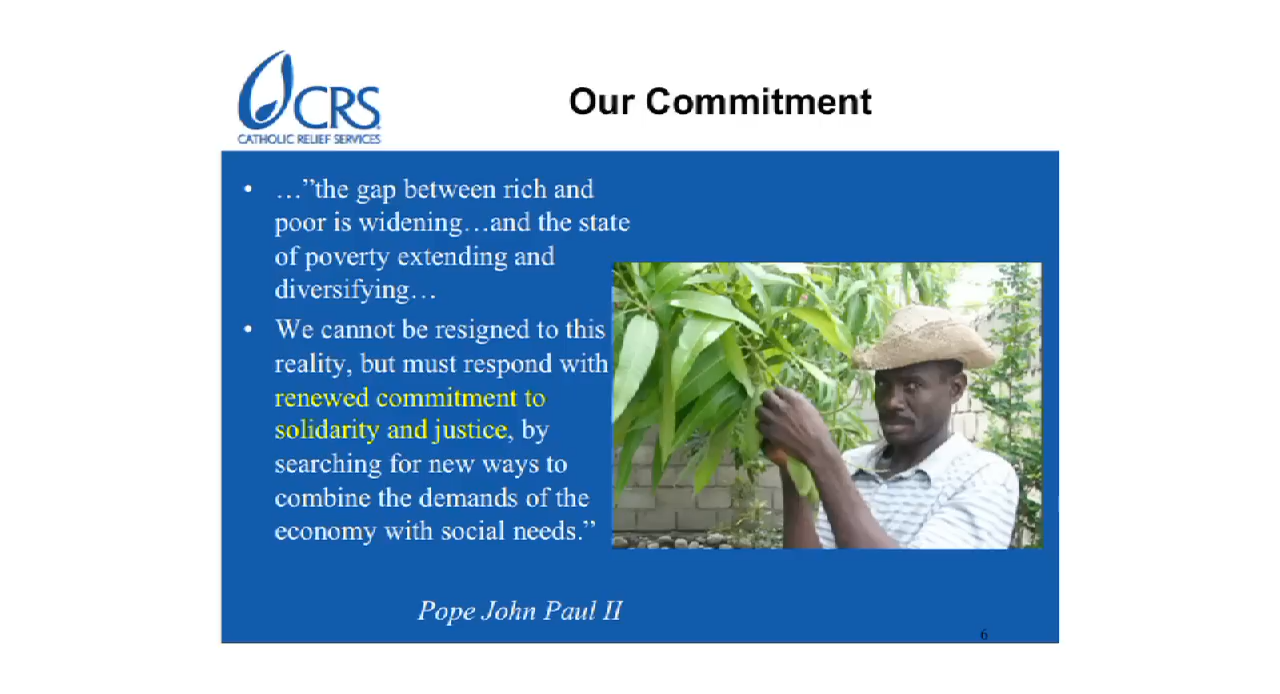 CRS
CATHOLIC RELIEF SERVICES
Our Commitment
• …”the gap between rich and
poor is widening…and the state
of poverty extending and
diversifying…
• We cannot be resigned to this
reality, but must respond with
renewed commitment to
solidarity and justice, by
searching for new ways to
combine the demands of the
economy with social needs.”
Pope John Paul II
6